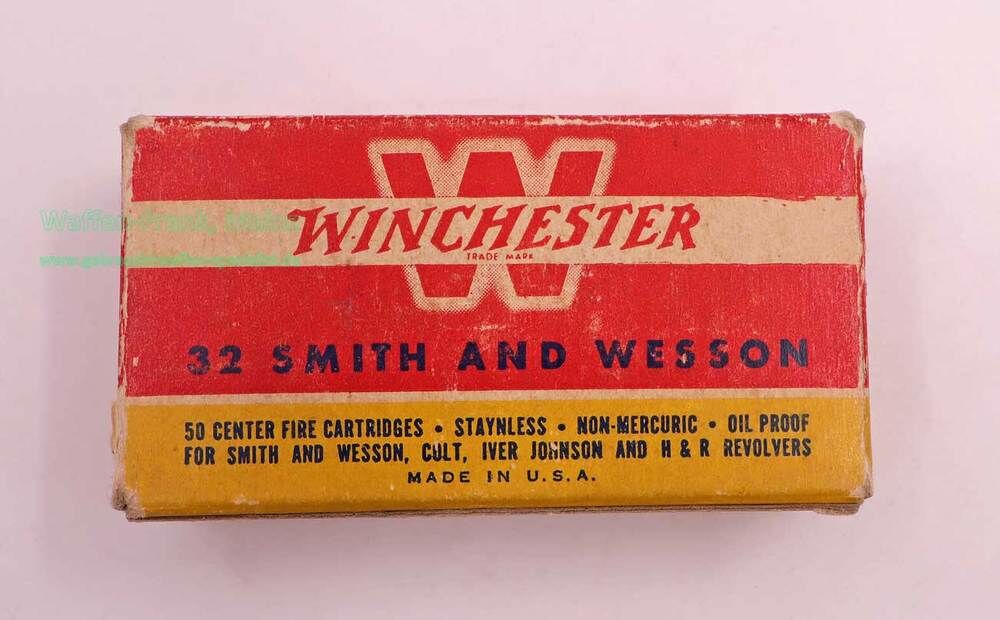 W
WINCHESTER
TRADE MARK
32 SMITH AND WESSON
50 CENTER FIRE CARTRIDGES • STAYNLESS • NON-MERCURIC • OIL PROOF
FOR SMITH AND WESSON, COLT, IVER JOHNSON AND H & R REVOLVERS
MADE IN U.S.A.